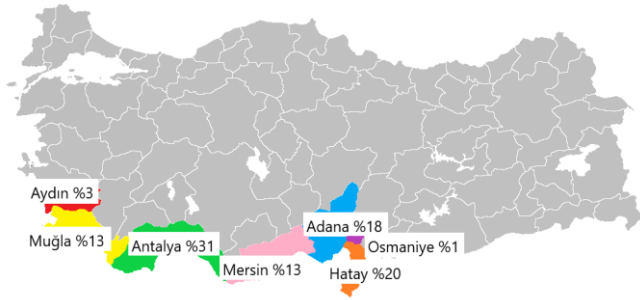 Aydın %3
Muğla %13
Antalya %31
Mersin %13
Adana %18
Osmaniye %1
Hatay %20